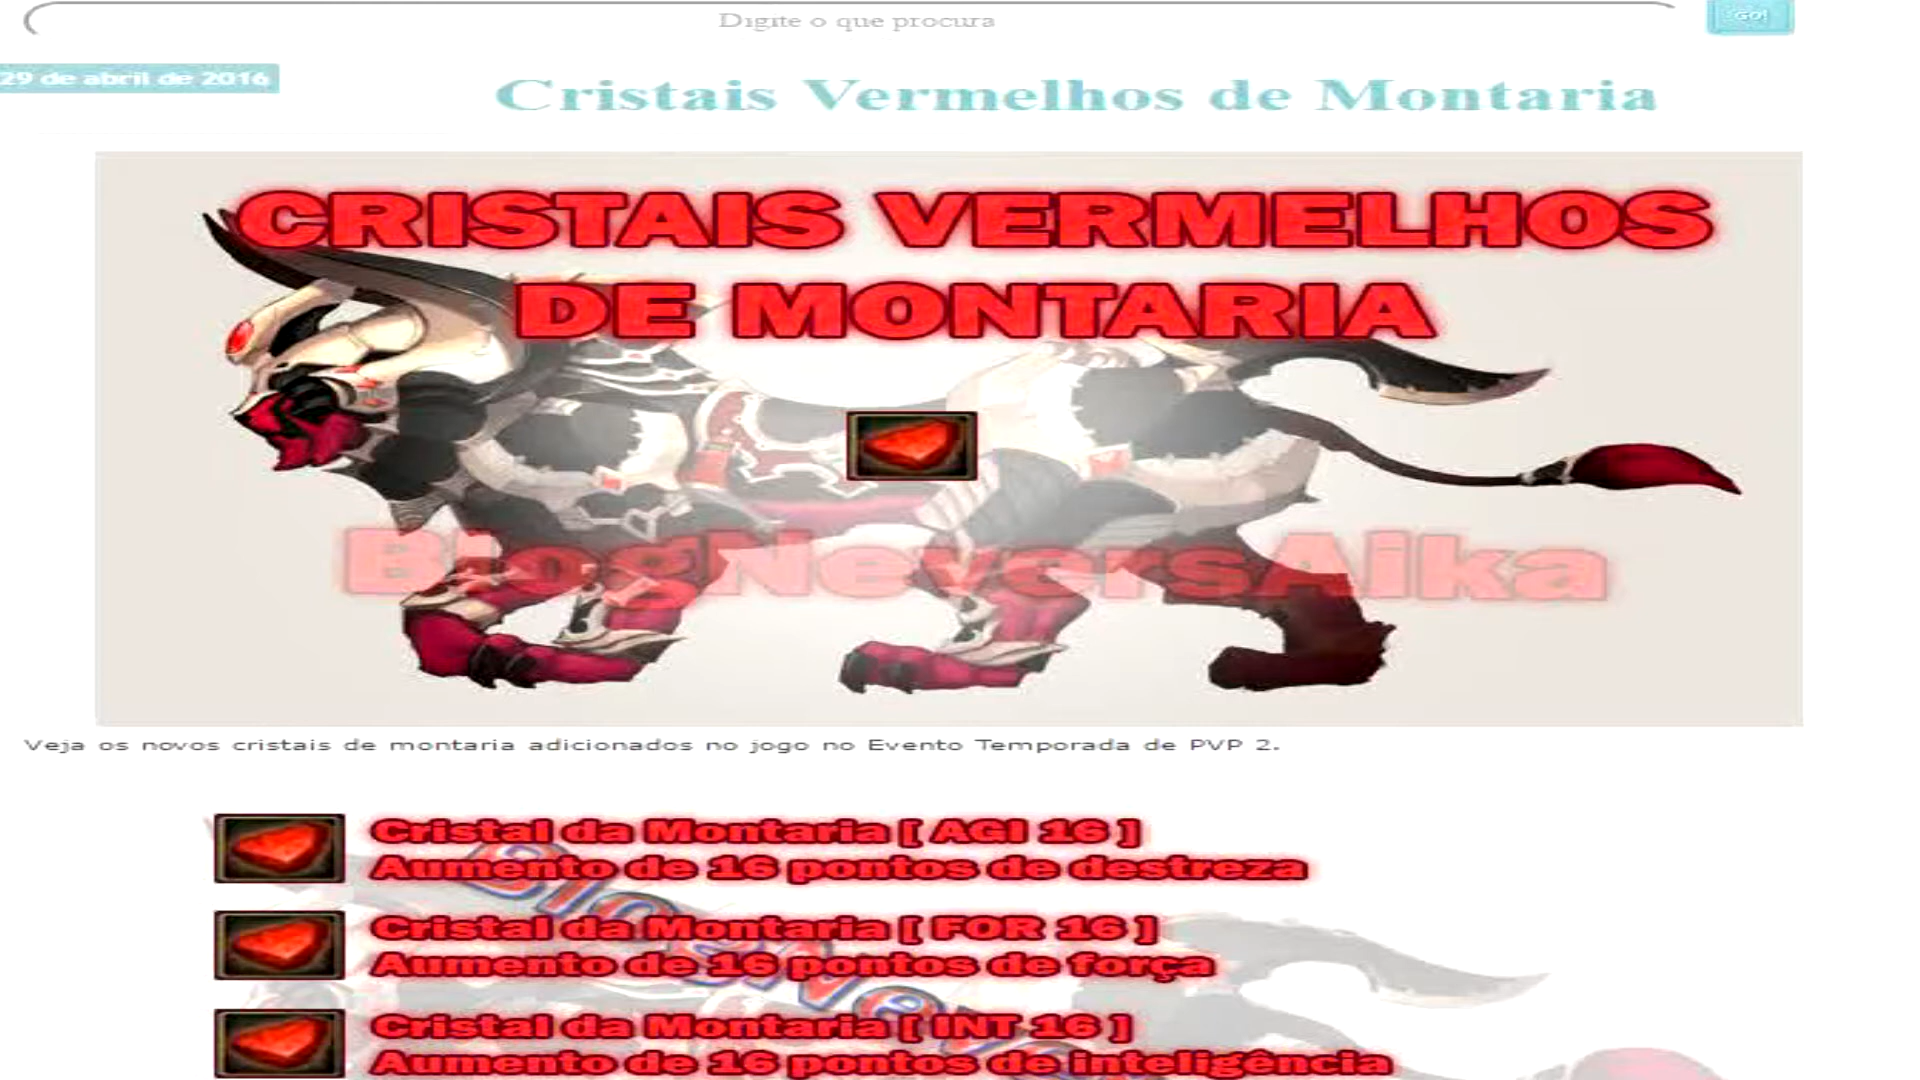 Digite o que procura
GO!
29 de abril de 2016
Cristais Vermelhos de Montaria
CRISTAIS VERMELHOS
DE MONTARIA
BlogNeversAika
Veja os novos cristais de montaria adicionados no jogo no Evento Temporada de PVP 2.
Cristal da Montaria [ AGI 16 ]
Aumento de 16 pontos de destreza
Cristal da Montaria [ FOR 16 ]
Aumento de 16 pontos de força
Cristal da Montaria [ INT 16 ]
Aumento de 16 pontos de inteligência